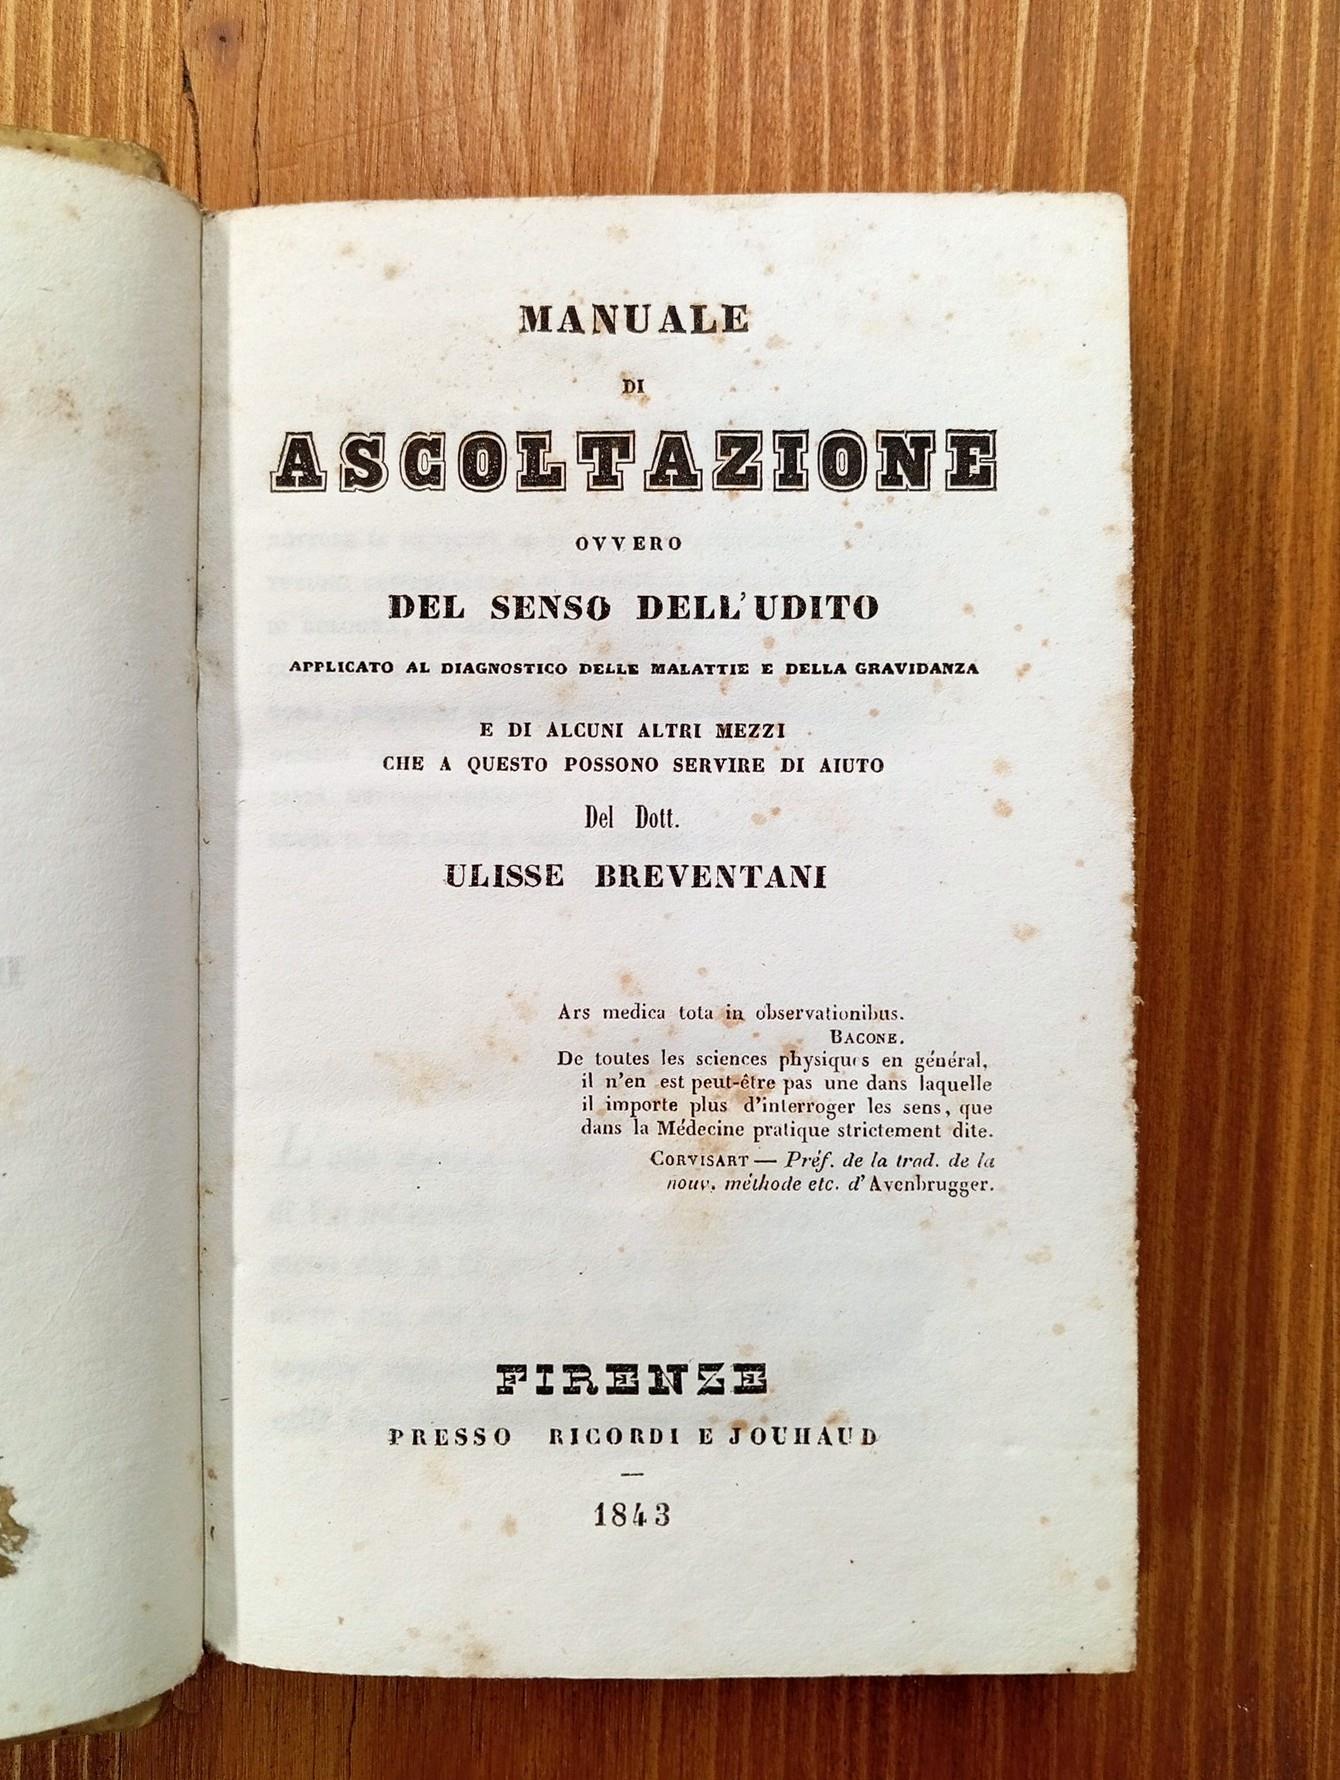 MANUALE
DI
ASCOLTAZIONE
OVVERO
DEL SENSO DELL'UDITO
APPLICATO AL DIAGNOSTICO DELLE MALATTIE E DELLA GRAVIDANZA
E DI ALCUNI ALTRI MEZZI
CHE A QUESTO POSSONO SERVIRE DI AIUTO
Del Dott.
ULISSE BREVENTANI
Ars medica tota in observationibus.
BACONE.
De toutes les sciences physiques en général,
il n'en est peut-être pas une dans laquelle
il importe plus d'interroger les sens, que
dans la Médecine pratique strictement dite.
CORVISART — Préf. de la trad. de la
nouv. méthode etc. d' Avenbrugger.
FIRENZE
PRESSO RICORDI E JOUHAUD
—
1843